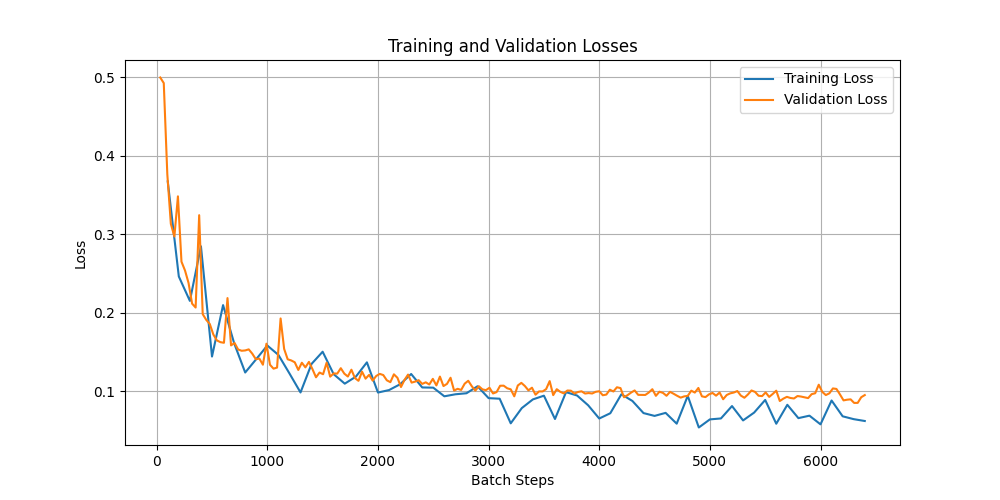 Training and Validation Losses
Training Loss
Validation Loss
Loss
0.5
0.4
0.3
0.2
0.1
0 1000 2000 3000 4000 5000 6000
Batch Steps